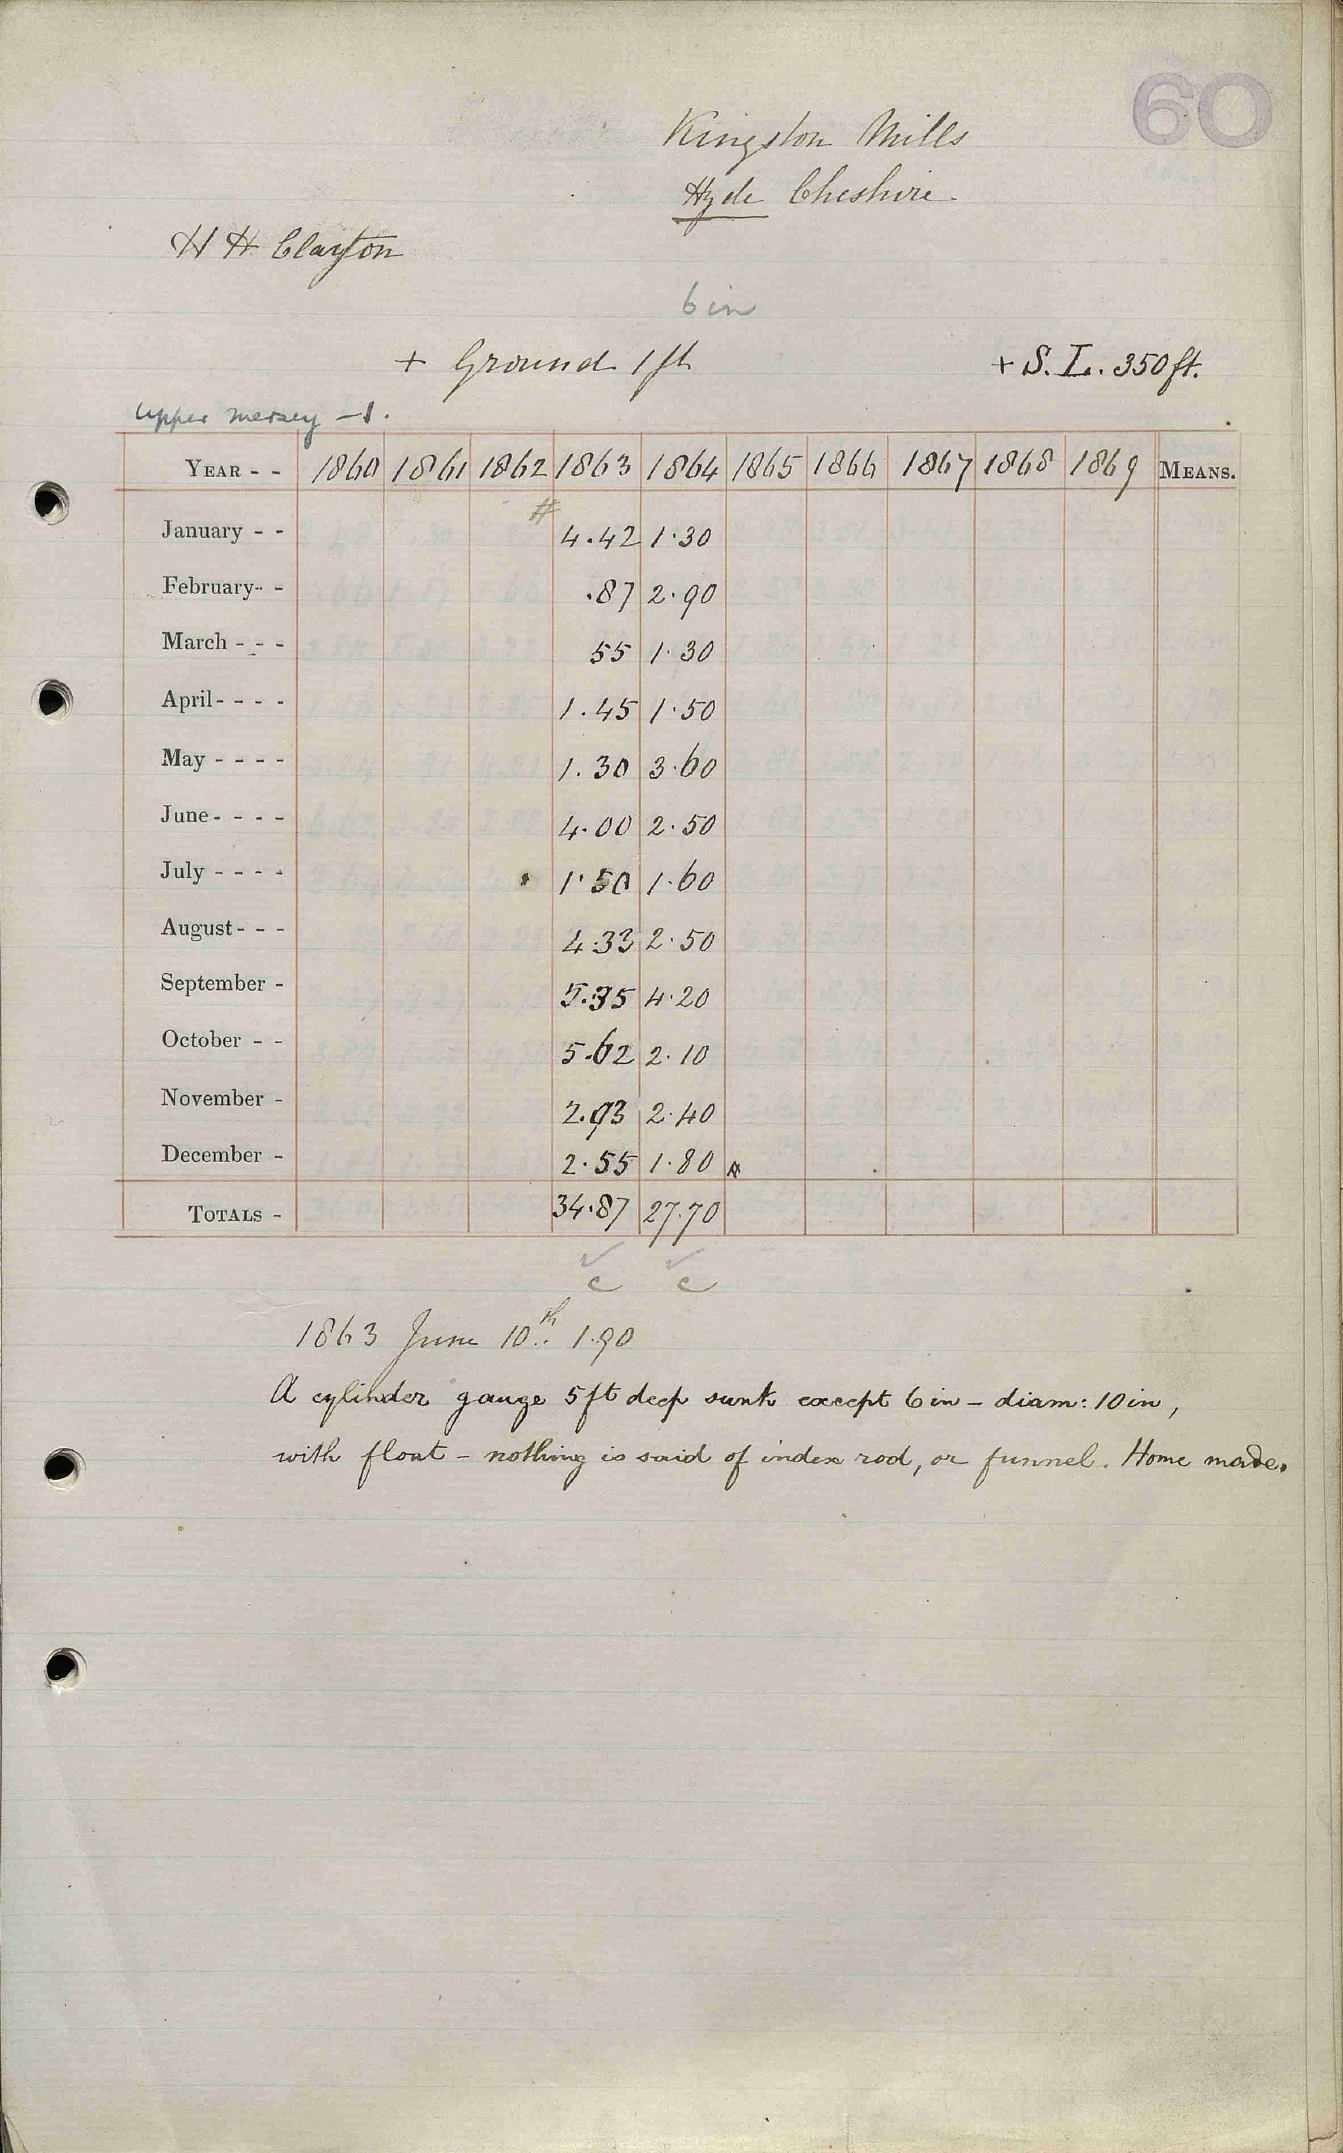 60
Kingston Mills
Hyde Cheshire.
H H Clayton
6 in
+ Ground 1 ft
+ S. L. 350 ft.
Upper Mersey - 1.
YEAR - - 1860 1861 1862 1863 1864 1865 1866 1867 1868 1869 MEANS.
#
January - - 4.42 1.30
February - - .87 2.90
March - - - 55 1.30
April - - - - 1.45 1.50
May - - - - 1.30 3.60
June - - - - 4.00 2.50
July - - - - 1.50 1.60
August - - - 4.33 2.50
September - 5.35 4.20
October - - 5.62 2.10
November - 2.93 2.40
December - 2.55 1.80
TOTALS - 34.87 27.70
c c
1863 June 10th. 1.90
A cylinder gauge 5 ft deep sunk except 6 in - diam: 10 in,
with float - nothing is said of index rod, or funnel. Home made.